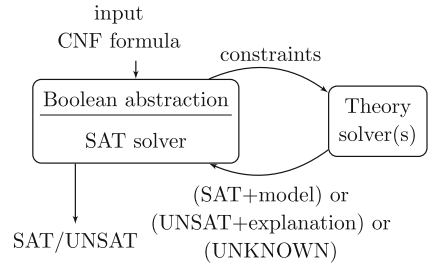 input
CNF formula
constraints
Boolean abstraction
SAT solver
Theory
solver(s)
(SAT+model) or
(UNSAT+explanation) or
(UNKNOWN)
SAT/UNSAT